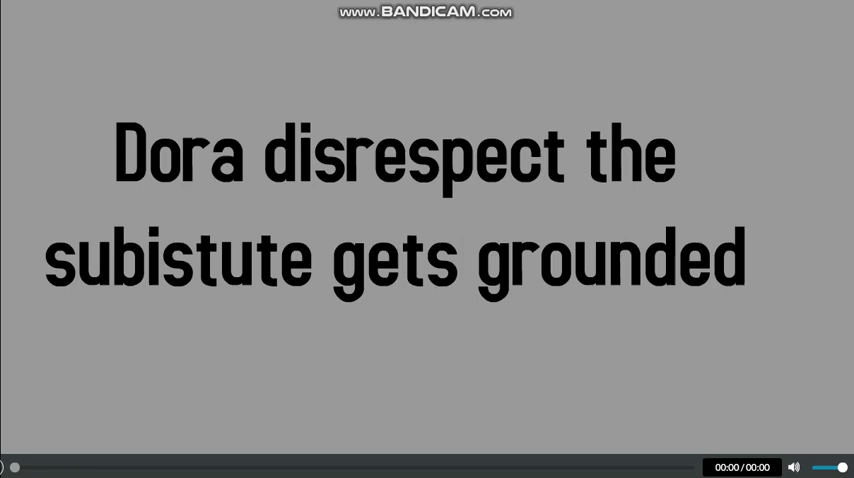 www.BANDICAM.com
Dora disrespect the
subistute gets grounded
00:00 / 00:00